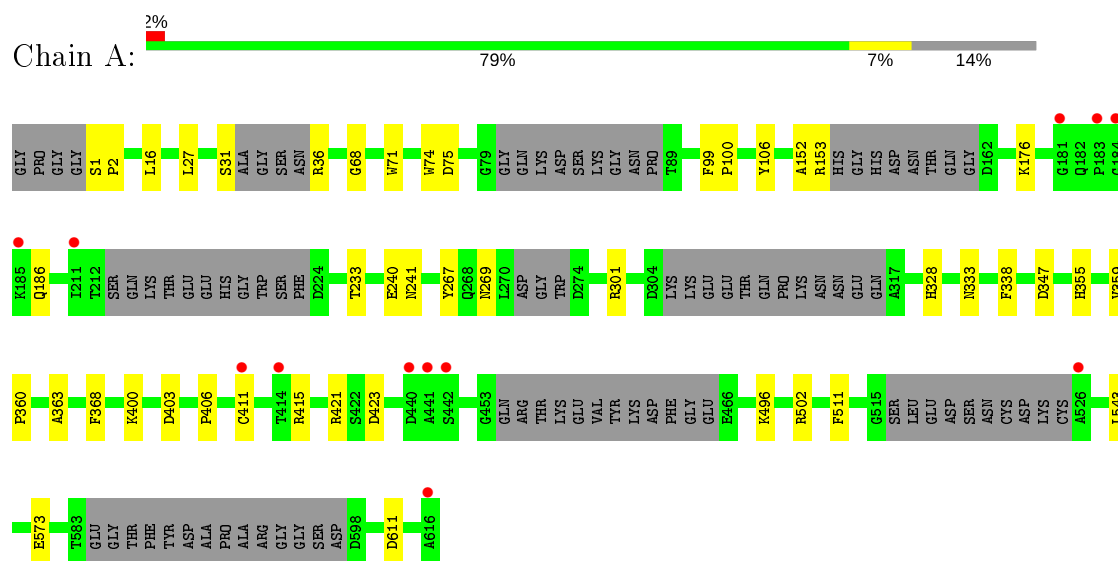 2%
Chain A:
79% 7% 14%
GLY PRO GLY GLY S1 P2 L16 L27 S31 ALA GLY SER ASN R36 G68 W71 W74 D75 G79 GLY GLN LYS ASP SER LYS GLY ASN PRO T89 F99 P100 Y106 A152 R153 HIS GLY HIS ASP ASN THR GLN GLY D162 K176 G181 Q182 P183 G184
K185 Q186 I211 T212 SER GLN LYS THR GLU GLU HIS GLY TRP SER PHE D224 T233 E240 N241 Y267 Q268 N269 L270 ASP GLY TRP D274 R301 D304 LYS LYS GLU GLU THR GLN PRO LYS ASN ASN GLU GLN A317 H328 N333 F338 D347 H355 V359
P360 A363 F368 K400 D403 P406 C411 T414 R415 R421 S422 D423 D440 A441 S442 G453 GLN ARG THR LYS GLU VAL TYR LYS ASP PHE GLY GLU E466 K496 R502 F511 G515 SER LEU GLU ASP SER ASN CYS ASP LYS CYS A526 L543
E573 T583 GLU GLY THR PHE TYR ASP ALA PRO ALA ARG GLY GLY SER ASP D598 D611 A616